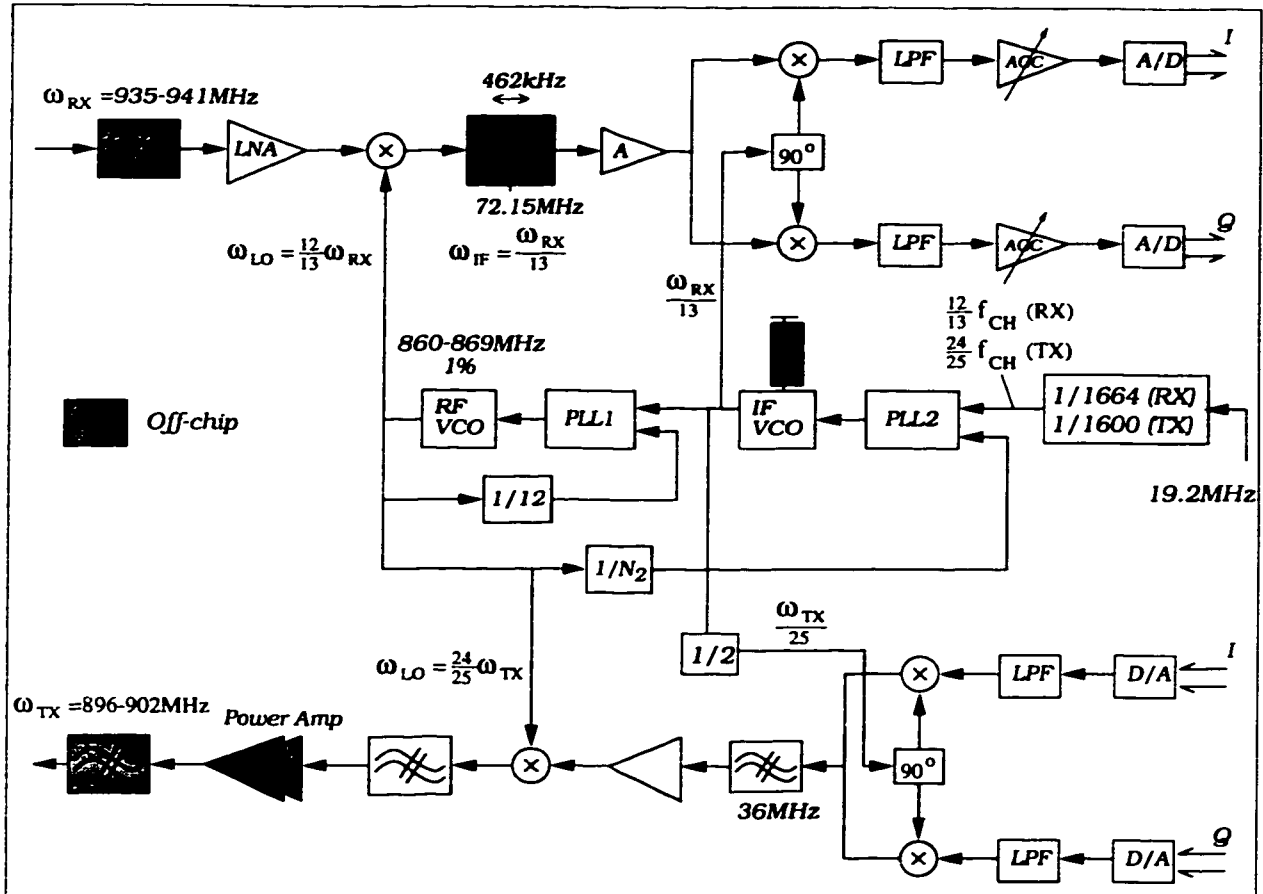 ω_RX =935-941MHz
LNA
462kHz
72.15MHz
ω_IF = ω_RX/13
A
90°
LPF
AGC
A/D
I
LPF
AGC
A/D
Q
ω_LO = 12/13 ω_RX
ω_RX/13
12/13 f_CH (RX)
24/25 f_CH (TX)
860-869MHz
1%
RF
VCO
PLL1
IF
VCO
PLL2
1/1664 (RX)
1/1600 (TX)
19.2MHz
Off-chip
1/12
1/N₂
1/2
ω_TX/25
ω_LO = 24/25 ω_TX
ω_TX =896-902MHz
Power Amp
36MHz
90°
LPF
D/A
I
LPF
D/A
Q